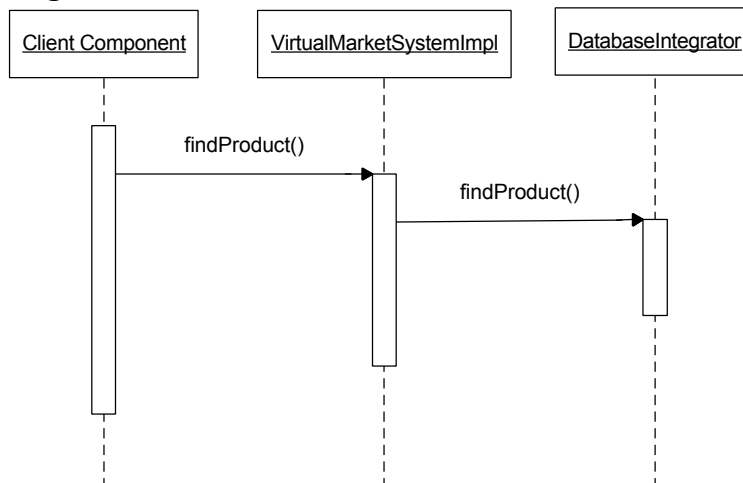 Client Component
VirtualMarketSystemImpl
DatabaseIntegrator
findProduct()
findProduct()